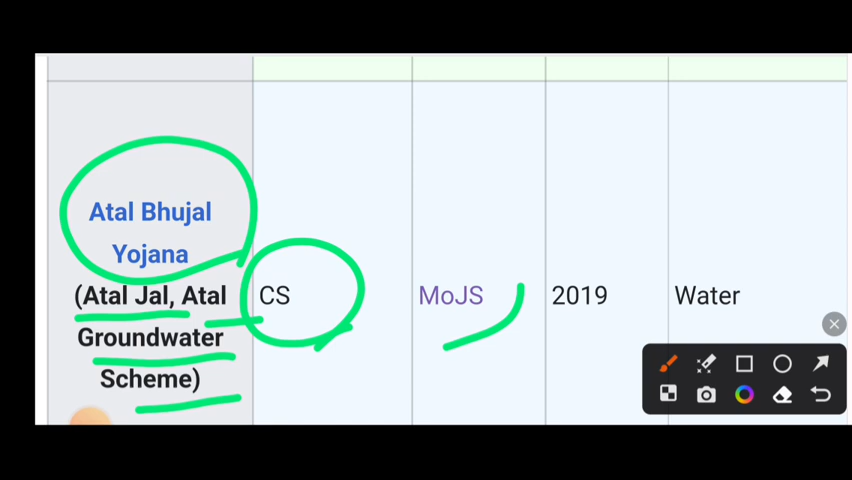 Atal Bhujal
Yojana
(Atal Jal, Atal CS MoJS 2019 Water
Groundwater
Scheme)